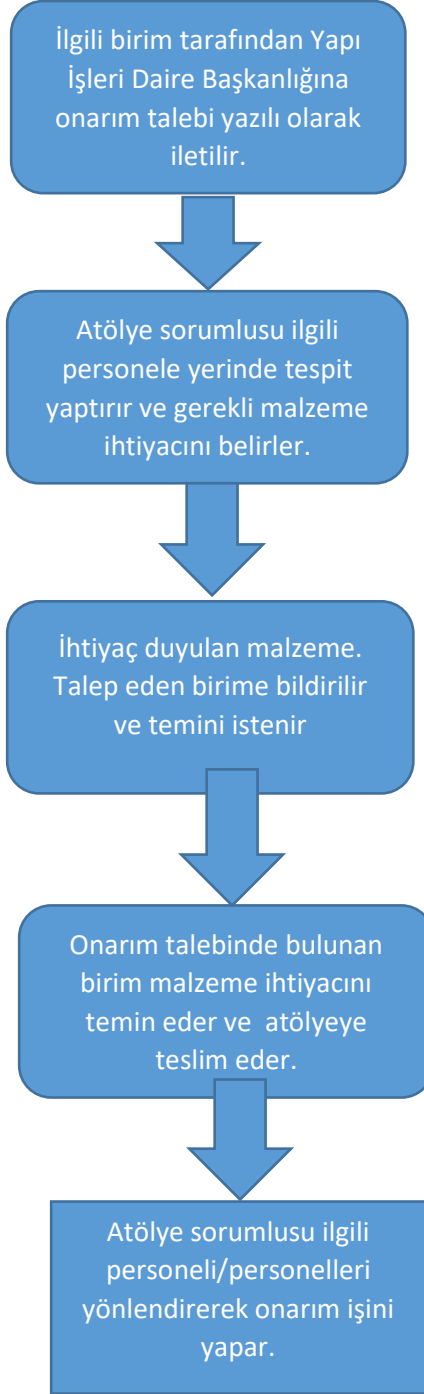 İlgili birim tarafından Yapı
İşleri Daire Başkanlığına
onarım talebi yazılı olarak
iletilir.
Atölye sorumlusu ilgili
personele yerinde tespit
yaptırır ve gerekli malzeme
ihtiyacını belirler.
İhtiyaç duyulan malzeme.
Talep eden birime bildirilir
ve temini istenir
Onarım talebinde bulunan
birim malzeme ihtiyacını
temin eder ve  atölyeye
teslim eder.
Atölye sorumlusu ilgili
personeli/personelleri
yönlendirerek onarım işini
yapar.